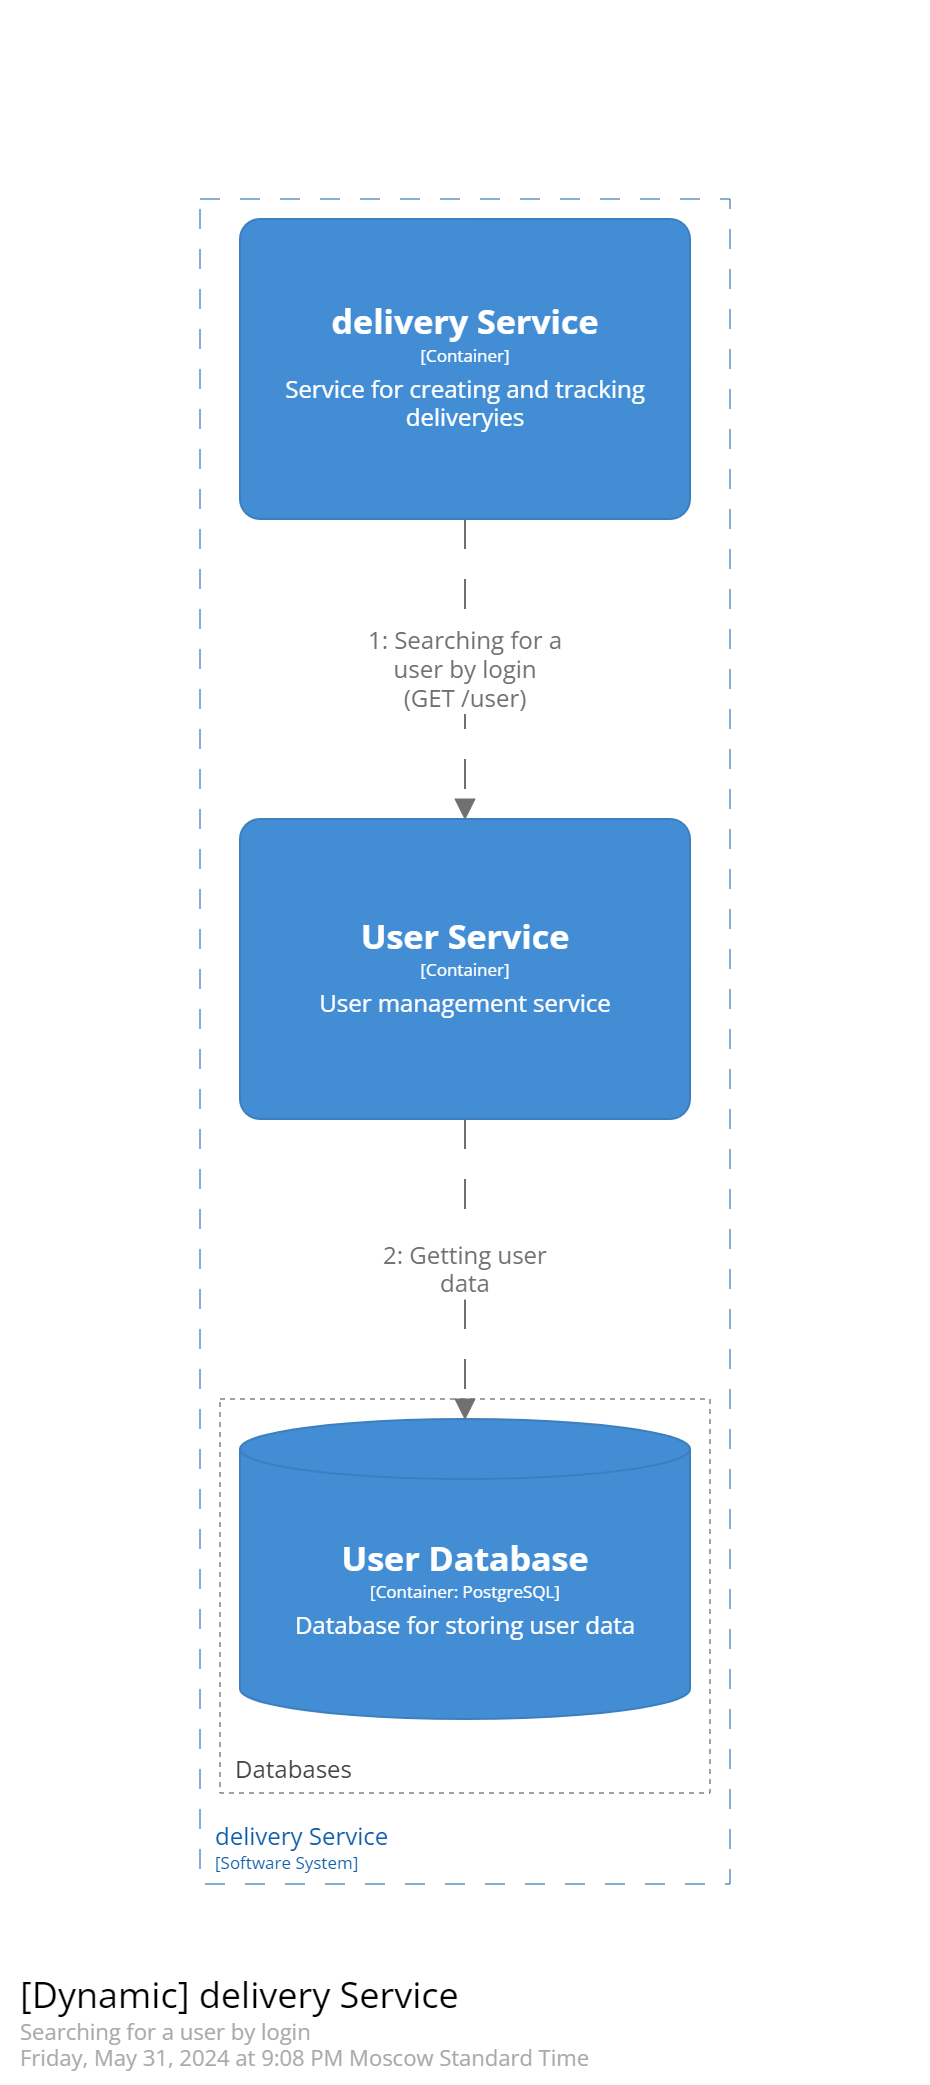 delivery Service
[Container]
Service for creating and tracking
deliveryies
1: Searching for a
user by login
(GET /user)
User Service
[Container]
User management service
2: Getting user
data
User Database
[Container: PostgreSQL]
Database for storing user data
Databases
delivery Service
[Software System]
[Dynamic] delivery Service
Searching for a user by login
Friday, May 31, 2024 at 9:08 PM Moscow Standard Time